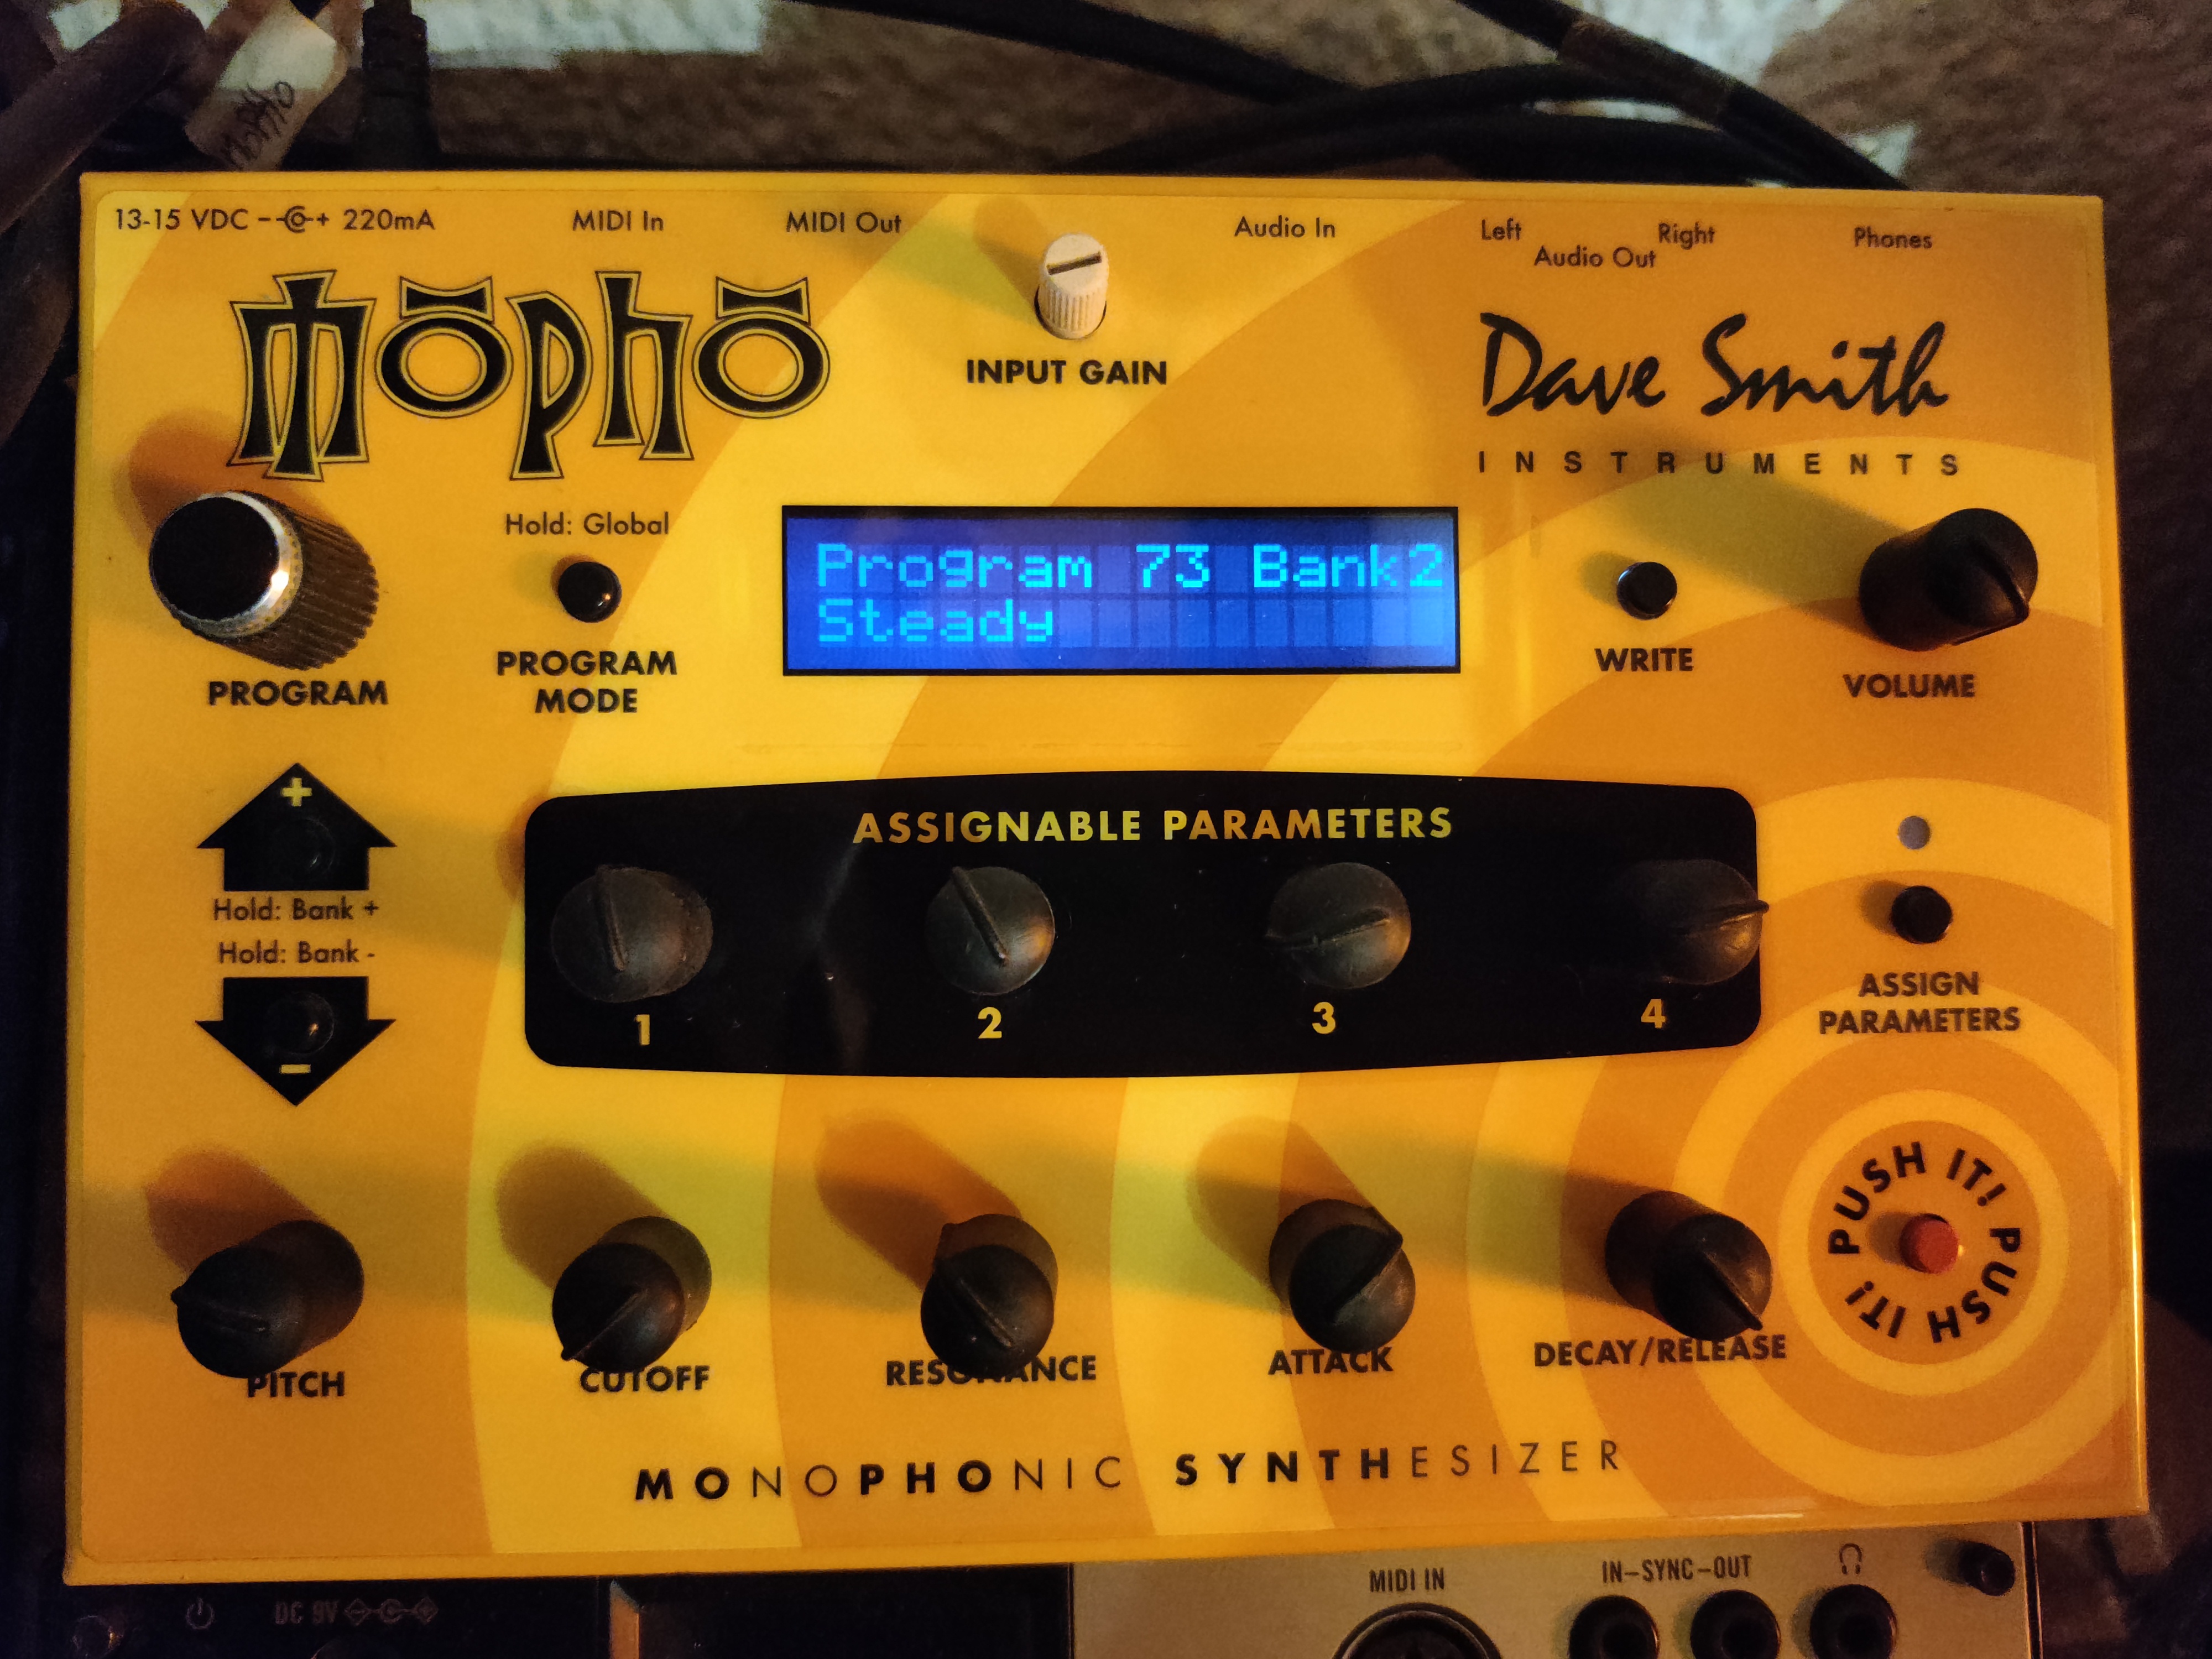 Mopho
13-15 VDC 220mA
MIDI In
MIDI Out
Audio In
Left
Right
Audio Out
Phones
mōphō
INPUT GAIN
Dave Smith
INSTRUMENTS
Hold: Global
PROGRAM
PROGRAM
MODE
Program 73 Bank2
Steady
WRITE
VOLUME
+
Hold: Bank +
Hold: Bank -
-
ASSIGNABLE PARAMETERS
1
2
3
4
ASSIGN
PARAMETERS
PUSH IT! PUSH IT!
PITCH
CUTOFF
RESONANCE
ATTACK
DECAY/RELEASE
MONOPHONIC SYNTHESIZER
DC 9V
MIDI IN
IN-SYNC-OUT